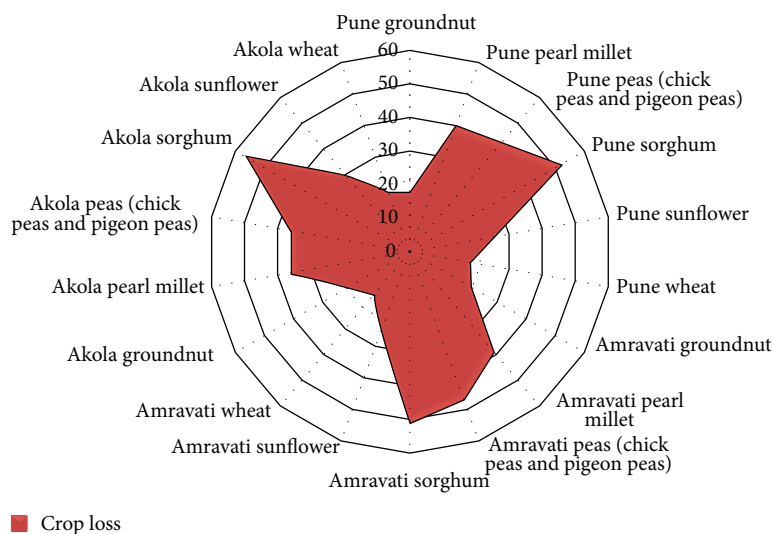 Pune groundnut
Pune pearl millet
Pune peas (chick
peas and pigeon peas)
Pune sorghum
Pune sunflower
Pune wheat
Amravati groundnut
Amravati pearl
millet
Amravati peas (chick
peas and pigeon peas)
Amravati sorghum
Amravati sunflower
Amravati wheat
Akola groundnut
Akola pearl millet
Akola peas (chick
peas and pigeon peas)
Akola sorghum
Akola sunflower
Akola wheat
60
50
40
30
20
10
0
Crop loss